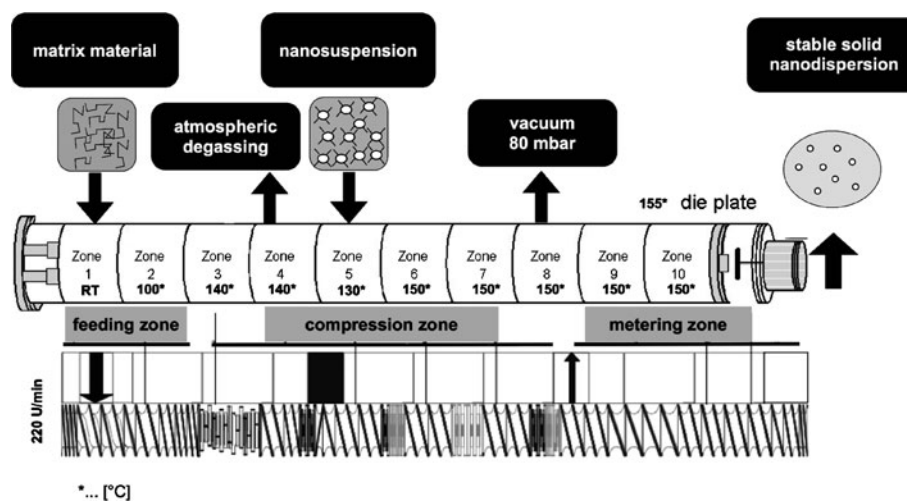 matrix material
nanosuspension
stable solid
nanodispersion
atmospheric
degassing
vacuum
80 mbar
155* die plate
Zone
1
RT
Zone
2
100*
Zone
3
140*
Zone
4
140*
Zone
5
130*
Zone
6
150*
Zone
7
150*
Zone
8
150*
Zone
9
150*
Zone
10
150*
feeding zone
compression zone
metering zone
220 U/min
*... [°C]